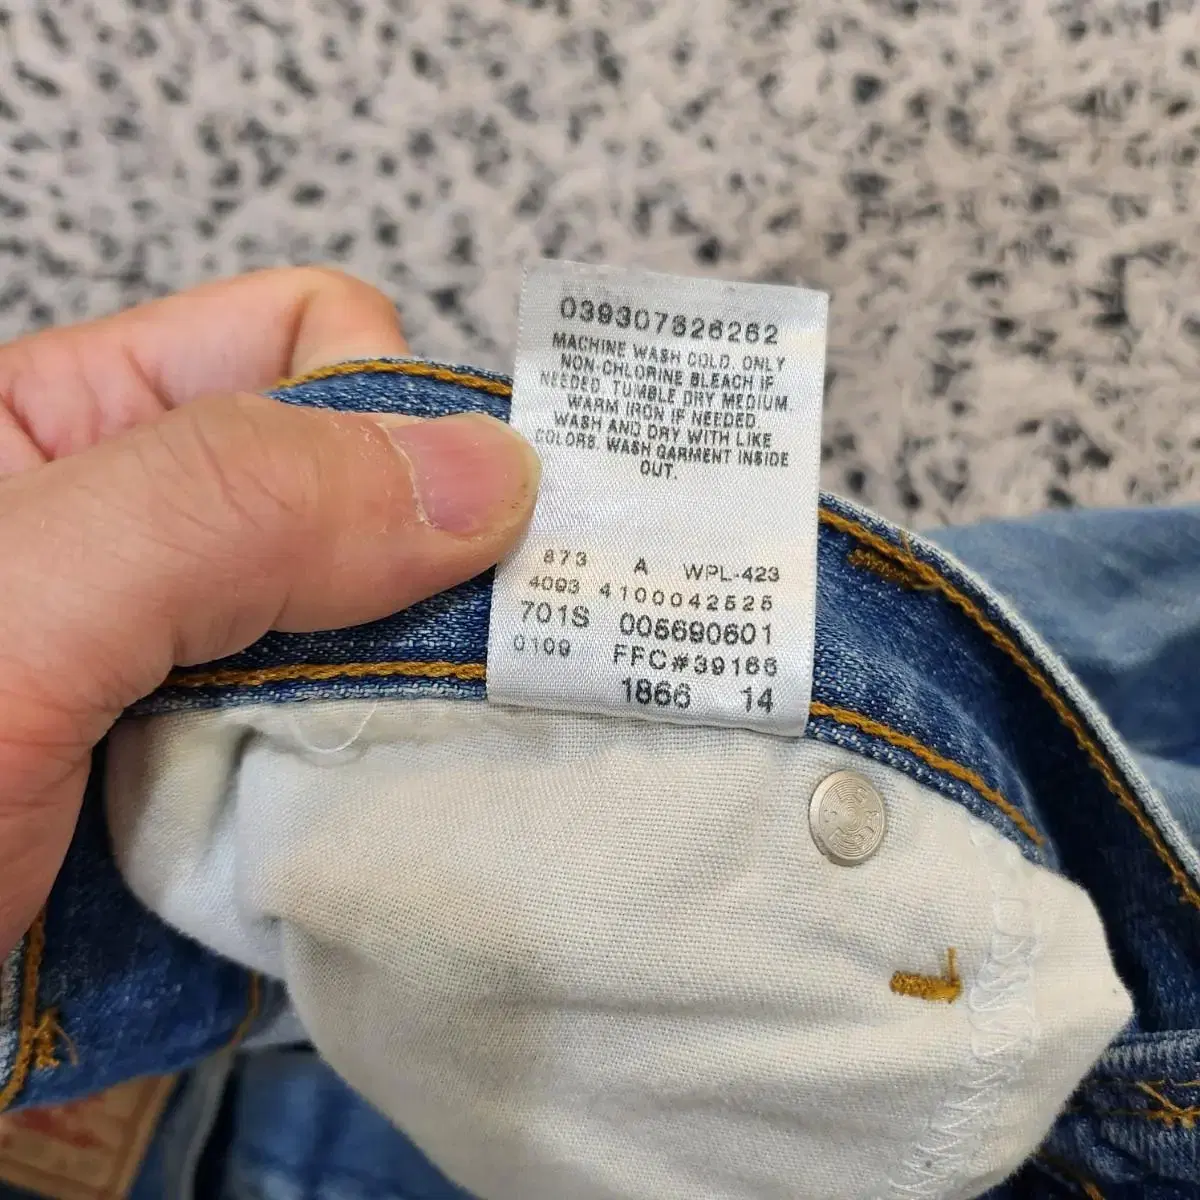 039307626262
MACHINE WASH COLD. ONLY
NON-CHLORINE BLEACH IF
NEEDED. TUMBLE DRY MEDIUM.
WARM IRON IF NEEDED
WASH AND DRY WITH LIKE
COLORS. WASH GARMENT INSIDE
OUT.
873 A WPL-423
4093 4100042525
701S 005690601
0109 FFC#39166
1866 14